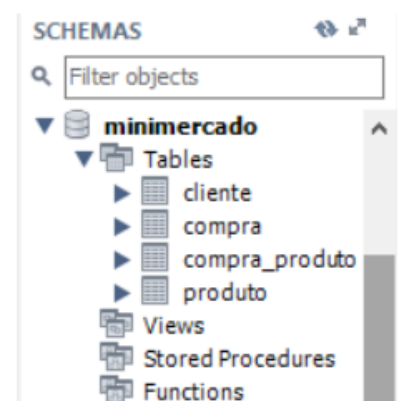 SCHEMAS
Filter objects
minimercado
Tables
cliente
compra
compra_produto
produto
Views
Stored Procedures
Functions